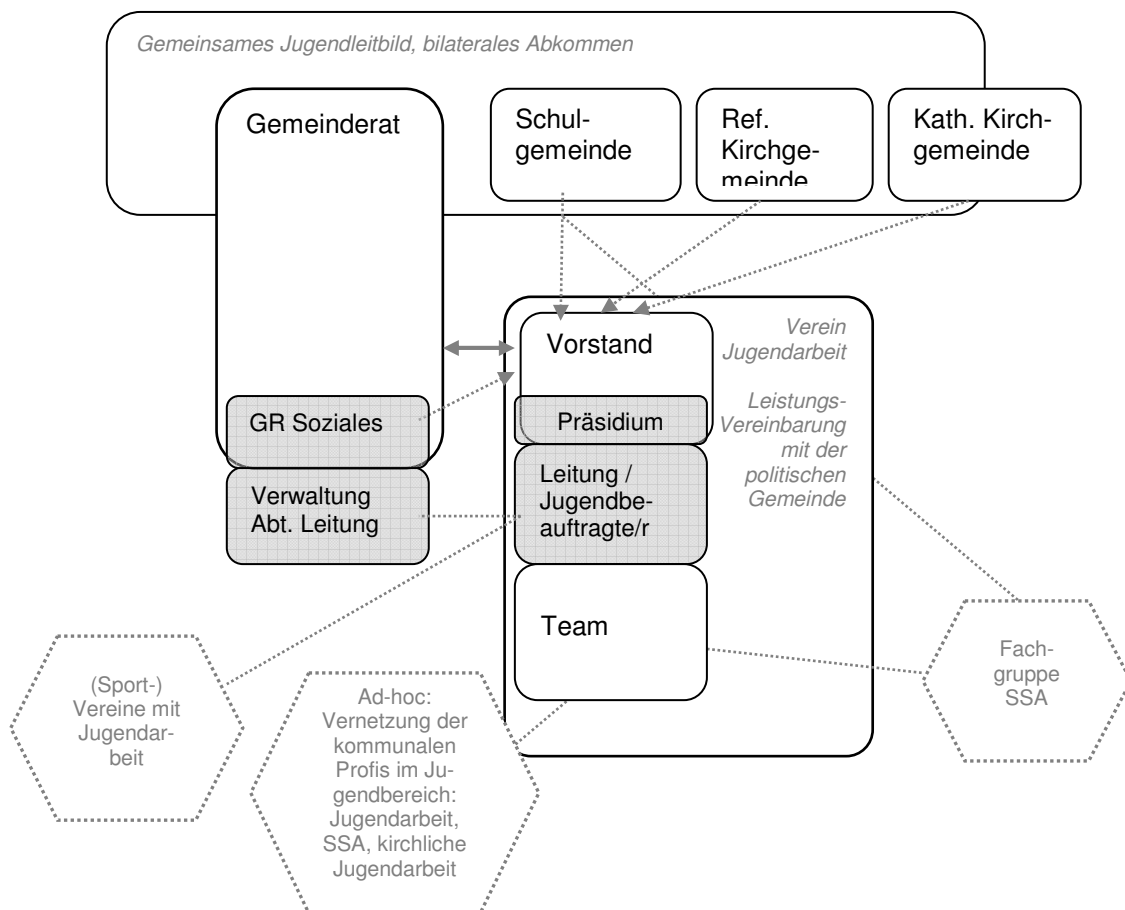 Gemeinsames Jugendleitbild, bilaterales Abkommen
Gemeinderat
Schul-
gemeinde
Ref.
Kirchge-
meinde
Kath. Kirch-
gemeinde
Vorstand
Verein
Jugendarbeit
Leistungs-
Vereinbarung
mit der
politischen
Gemeinde
GR Soziales
Präsidium
Verwaltung
Abt. Leitung
Leitung /
Jugendbe-
auftragte/r
Team
Fach-
gruppe
SSA
(Sport-)
Vereine mit
Jugendar-
beit
Ad-hoc:
Vernetzung der
kommunalen
Profis im Ju-
gendbereich:
Jugendarbeit,
SSA, kirchliche
Jugendarbeit